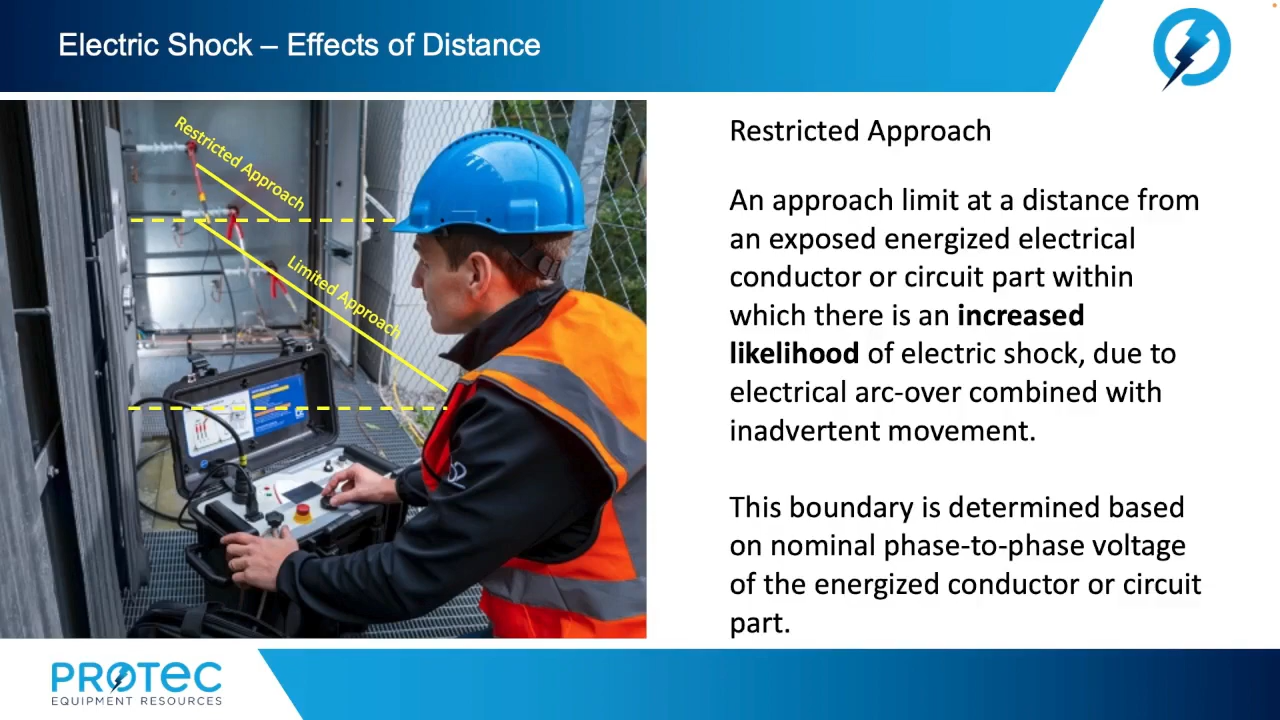 Electric Shock – Effects of Distance
Restricted Approach
Limited Approach
Restricted Approach
An approach limit at a distance from
an exposed energized electrical
conductor or circuit part within
which there is an increased
likelihood of electric shock, due to
electrical arc-over combined with
inadvertent movement.
This boundary is determined based
on nominal phase-to-phase voltage
of the energized conductor or circuit
part.
PROTEC
EQUIPMENT RESOURCES